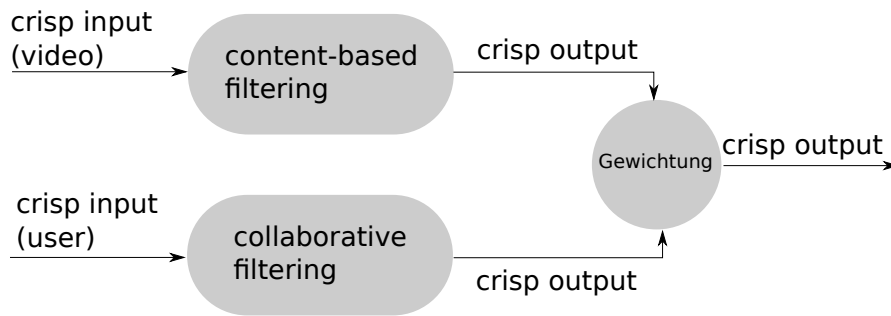 crisp input
(video)
content-based
filtering
crisp output
Gewichtung
crisp output
crisp input
(user)
collaborative
filtering
crisp output